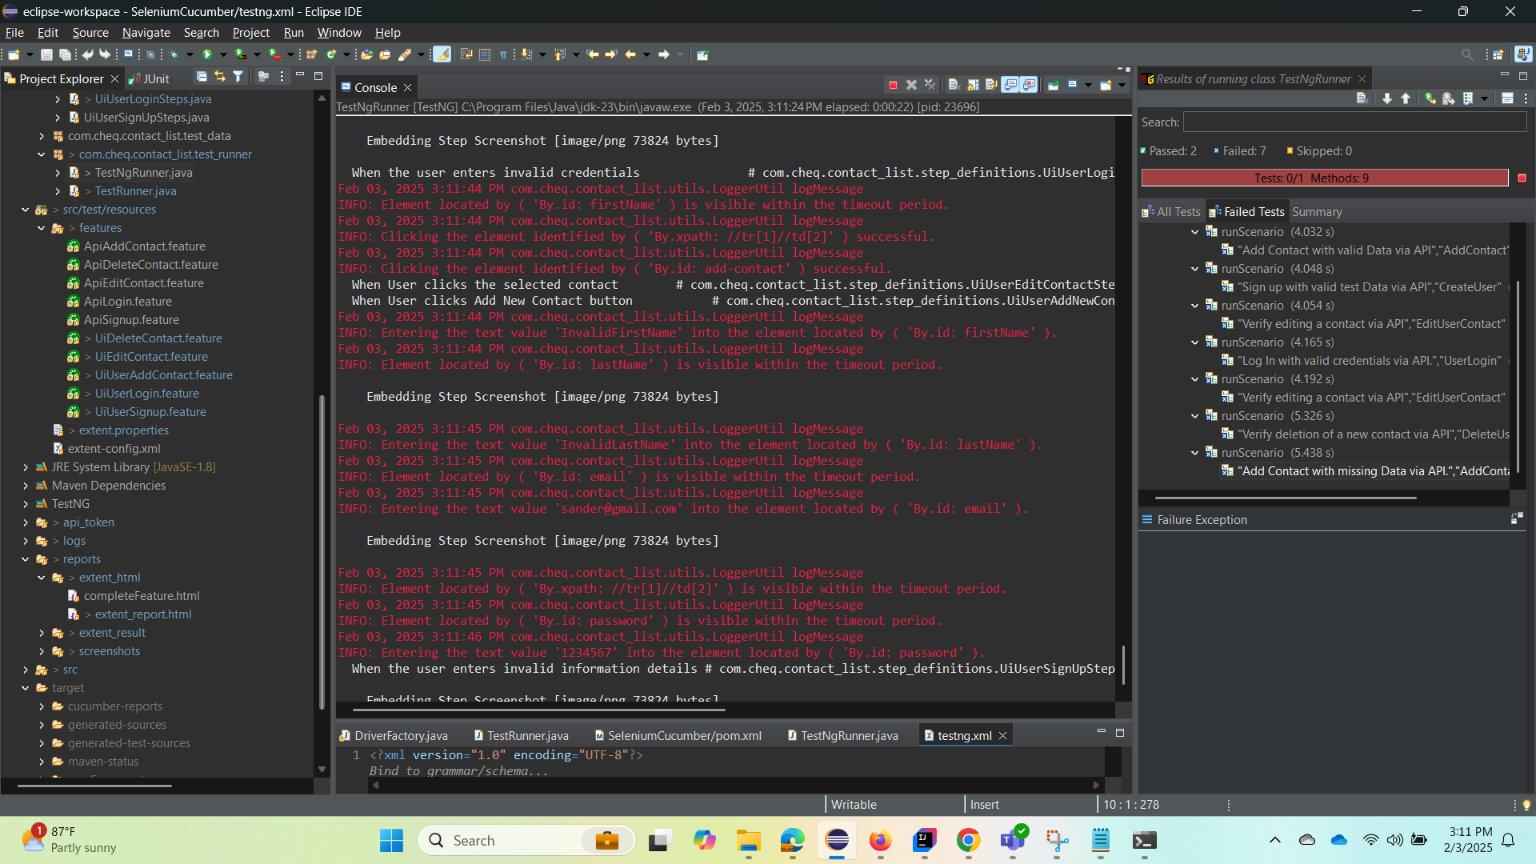 eclipse-workspace - SeleniumCucumber/testng.xml - Eclipse IDE
File Edit Source Navigate Search Project Run Window Help
Project Explorer
JUnit
UiUserLoginSteps.java
UiUserSignUpSteps.java
com.cheq.contact_list.test_data
> com.cheq.contact_list.test_runner
> TestNgRunner.java
> TestRunner.java
> src/test/resources
> features
ApiAddContact.feature
ApiDeleteContact.feature
ApiEditContact.feature
ApiLogin.feature
ApiSignup.feature
> UiDeleteContact.feature
> UiEditContact.feature
> UiUserAddContact.feature
> UiUserLogin.feature
> UiUserSignup.feature
> extent.properties
extent-config.xml
JRE System Library [JavaSE-1.8]
Maven Dependencies
TestNG
> api_token
> logs
> reports
> extent_html
completeFeature.html
> extent_report.html
> extent_result
> screenshots
> src
target
cucumber-reports
generated-sources
generated-test-sources
maven-status
Console
TestNgRunner [TestNG] C:\Program Files\Java\jdk-23\bin\javaw.exe (Feb 3, 2025, 3:11:24 PM elapsed: 0:00:22) [pid: 23696]
Embedding Step Screenshot [image/png 73824 bytes]
When the user enters invalid credentials # com.cheq.contact_list.step_definitions.UiUserLogi
Feb 03, 2025 3:11:44 PM com.cheq.contact_list.utils.LoggerUtil logMessage
INFO: Element located by ( 'By.id: firstName' ) is visible within the timeout period.
Feb 03, 2025 3:11:44 PM com.cheq.contact_list.utils.LoggerUtil logMessage
INFO: Clicking the element identified by ( 'By.xpath: //tr[1]//td[2]' ) successful.
Feb 03, 2025 3:11:44 PM com.cheq.contact_list.utils.LoggerUtil logMessage
INFO: Clicking the element identified by ( 'By.id: add-contact' ) successful.
When User clicks the selected contact # com.cheq.contact_list.step_definitions.UiUserEditContactSte
When User clicks Add New Contact button # com.cheq.contact_list.step_definitions.UiUserAddNewCon
Feb 03, 2025 3:11:44 PM com.cheq.contact_list.utils.LoggerUtil logMessage
INFO: Entering the text value 'InvalidFirstName' into the element located by ( 'By.id: firstName' ).
Feb 03, 2025 3:11:44 PM com.cheq.contact_list.utils.LoggerUtil logMessage
INFO: Element located by ( 'By.id: lastName' ) is visible within the timeout period.
Embedding Step Screenshot [image/png 73824 bytes]
Feb 03, 2025 3:11:45 PM com.cheq.contact_list.utils.LoggerUtil logMessage
INFO: Entering the text value 'InvalidLastName' into the element located by ( 'By.id: lastName' ).
Feb 03, 2025 3:11:45 PM com.cheq.contact_list.utils.LoggerUtil logMessage
INFO: Element located by ( 'By.id: email' ) is visible within the timeout period.
Feb 03, 2025 3:11:45 PM com.cheq.contact_list.utils.LoggerUtil logMessage
INFO: Entering the text value 'sander@gmail.com' into the element located by ( 'By.id: email' ).
Embedding Step Screenshot [image/png 73824 bytes]
Feb 03, 2025 3:11:45 PM com.cheq.contact_list.utils.LoggerUtil logMessage
INFO: Element located by ( 'By.xpath: //tr[1]//td[2]' ) is visible within the timeout period.
Feb 03, 2025 3:11:45 PM com.cheq.contact_list.utils.LoggerUtil logMessage
INFO: Element located by ( 'By.id: password' ) is visible within the timeout period.
Feb 03, 2025 3:11:46 PM com.cheq.contact_list.utils.LoggerUtil logMessage
INFO: Entering the text value '1234567' into the element located by ( 'By.id: password' ).
When the user enters invalid information details # com.cheq.contact_list.step_definitions.UiUserSignUpStep
Embedding Step Screenshot [image/png 73824 bytes]
DriverFactory.java
TestRunner.java
SeleniumCucumber/pom.xml
TestNgRunner.java
testng.xml
1 <?xml version="1.0" encoding="UTF-8"?>
Bind to grammar/schema...
Results of running class TestNgRunner
Search:
Passed: 2 Failed: 7 Skipped: 0
Tests: 0/1 Methods: 9
All Tests Failed Tests Summary
runScenario (4.032 s)
"Add Contact with valid Data via API","AddContact"
runScenario (4.048 s)
"Sign up with valid test Data via API","CreateUser"
runScenario (4.054 s)
"Verify editing a contact via API","EditUserContact"
runScenario (4.165 s)
"Log In with valid credentials via API.","UserLogin"
runScenario (4.192 s)
"Verify editing a contact via API","EditUserContact"
runScenario (5.326 s)
"Verify deletion of a new contact via API","DeleteUs
runScenario (5.438 s)
"Add Contact with missing Data via API.","AddConta
Failure Exception
Writable
Insert
10 : 1 : 278
1
87°F
Partly sunny
Search
3:11 PM
2/3/2025